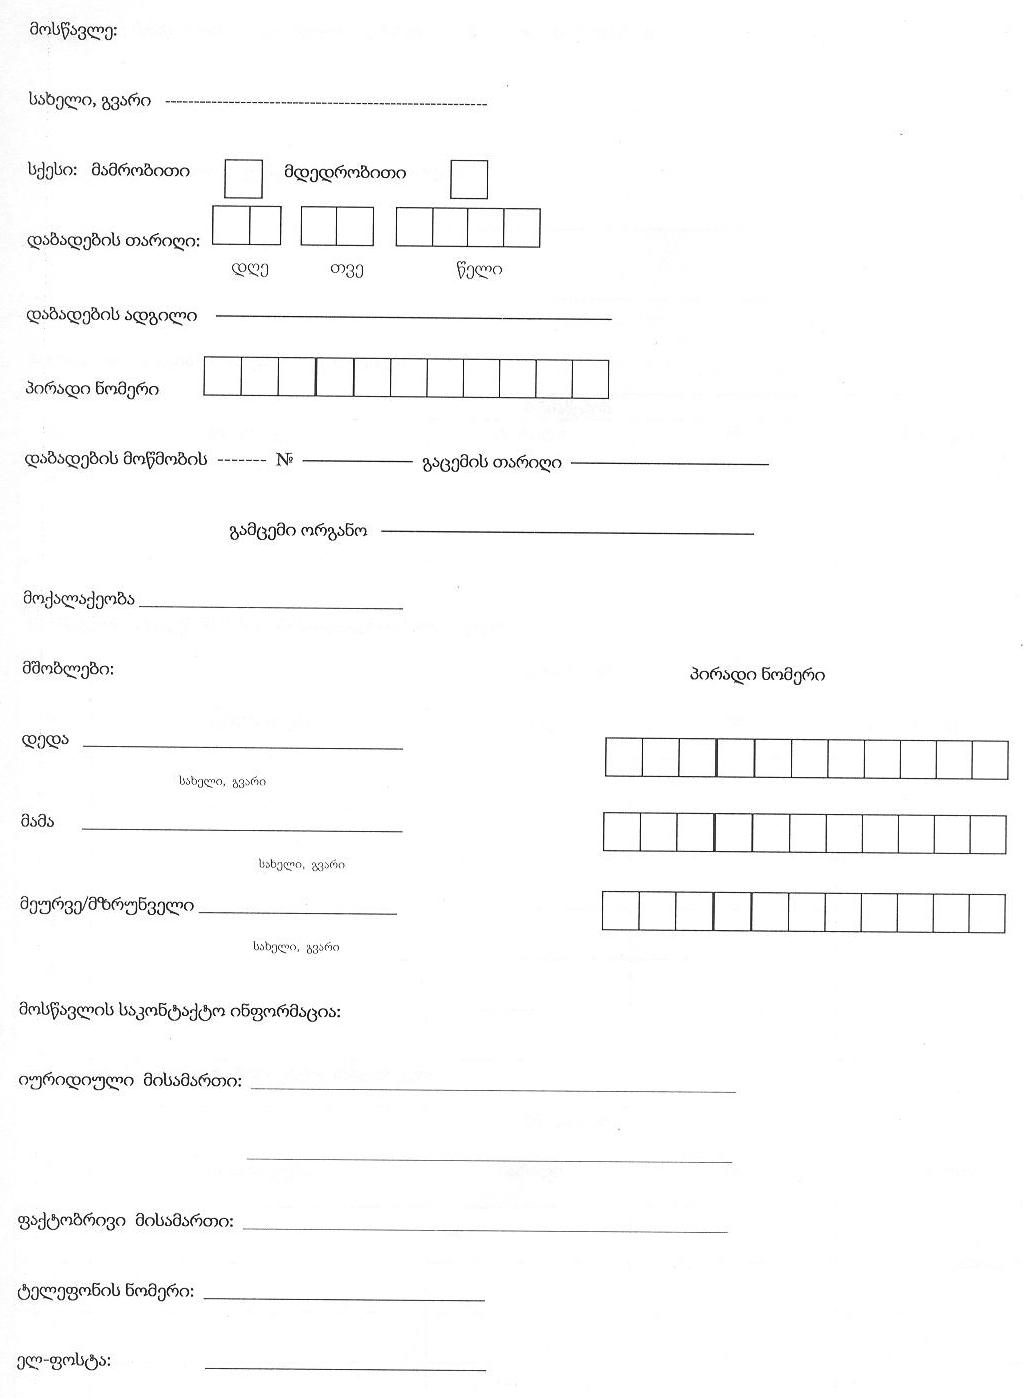 მოსწავლე:
სახელი, გვარი --------------------------------------------------------
სქესი: მამრობითი მდედრობითი
დაბადების თარიღი:
დღე თვე წელი
დაბადების ადგილი
პირადი ნომერი
დაბადების მოწმობის ------- № გაცემის თარიღი
გამცემი ორგანო
მოქალაქეობა
მშობლები: პირადი ნომერი
დედა
სახელი, გვარი
მამა
სახელი, გვარი
მეურვე/მზრუნველი
სახელი, გვარი
მოსწავლის საკონტაქტო ინფორმაცია:
იურიდიული მისამართი:
ფაქტობრივი მისამართი:
ტელეფონის ნომერი:
ელ-ფოსტა: